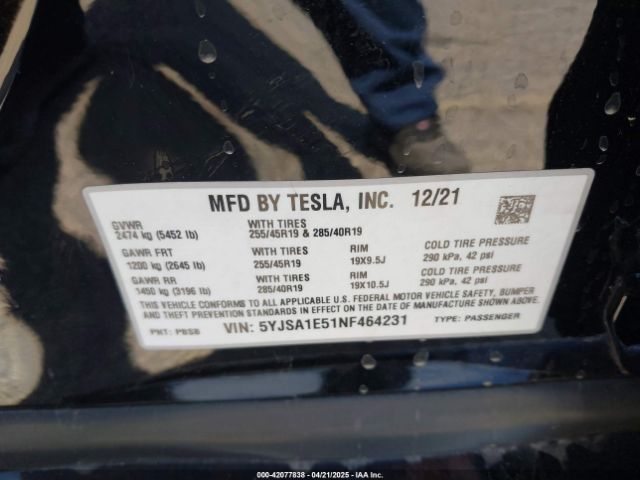 MFD BY TESLA, INC. 12/21
GVWR
2474 kg (5452 lb)
WITH TIRES
255/45R19 & 285/40R19
GAWR FRT
1200 kg (2645 lb)
WITH TIRES
255/45R19
RIM
19X9.5J
COLD TIRE PRESSURE
290 kPa, 42 psi
GAWR RR
1450 kg (3196 lb)
WITH TIRES
285/40R19
RIM
19X10.5J
COLD TIRE PRESSURE
290 kPa, 42 psi
THIS VEHICLE CONFORMS TO ALL APPLICABLE U.S. FEDERAL MOTOR VEHICLE SAFETY, BUMPER,
AND THEFT PREVENTION STANDARDS IN EFFECT ON THE DATE OF MANUFACTURE SHOWN ABOVE.
PNT: PBSB
VIN: 5YJSA1E51NF464231
TYPE: PASSENGER
000-42077838 - 04/21/2025 - IAAI.COM